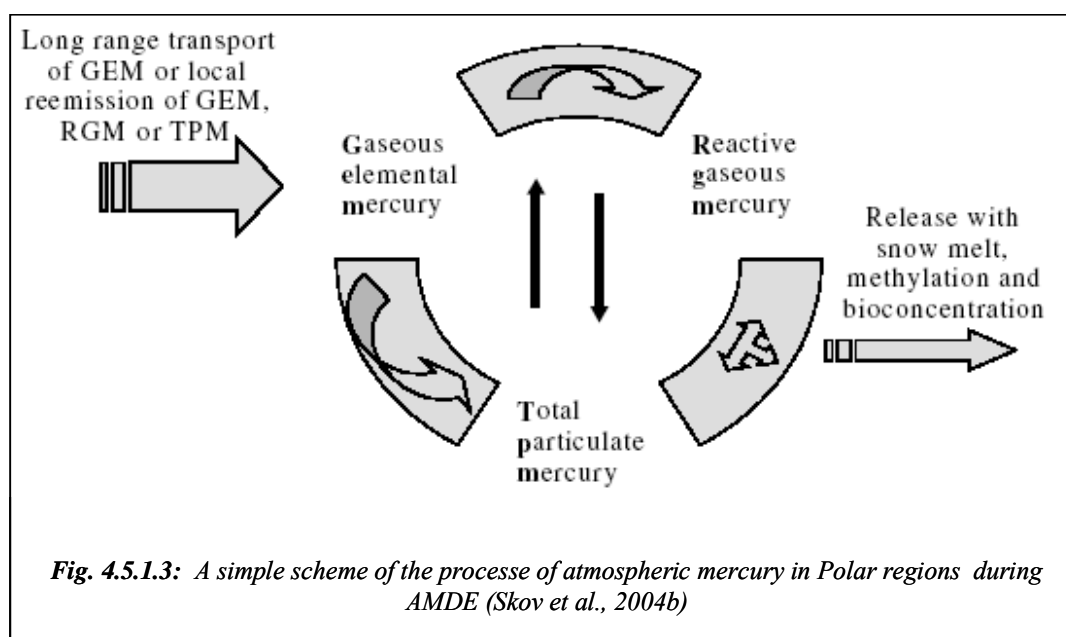 Long range transport
of GEM or local
reemission of GEM,
RGM or TPM
Gaseous
elemental
mercury
Reactive
gaseous
mercury
Release with
snow melt,
methylation and
bioconcentration
Total
particulate
mercury
Fig. 4.5.1.3: A simple scheme of the processe of atmospheric mercury in Polar regions during
AMDE (Skov et al., 2004b)